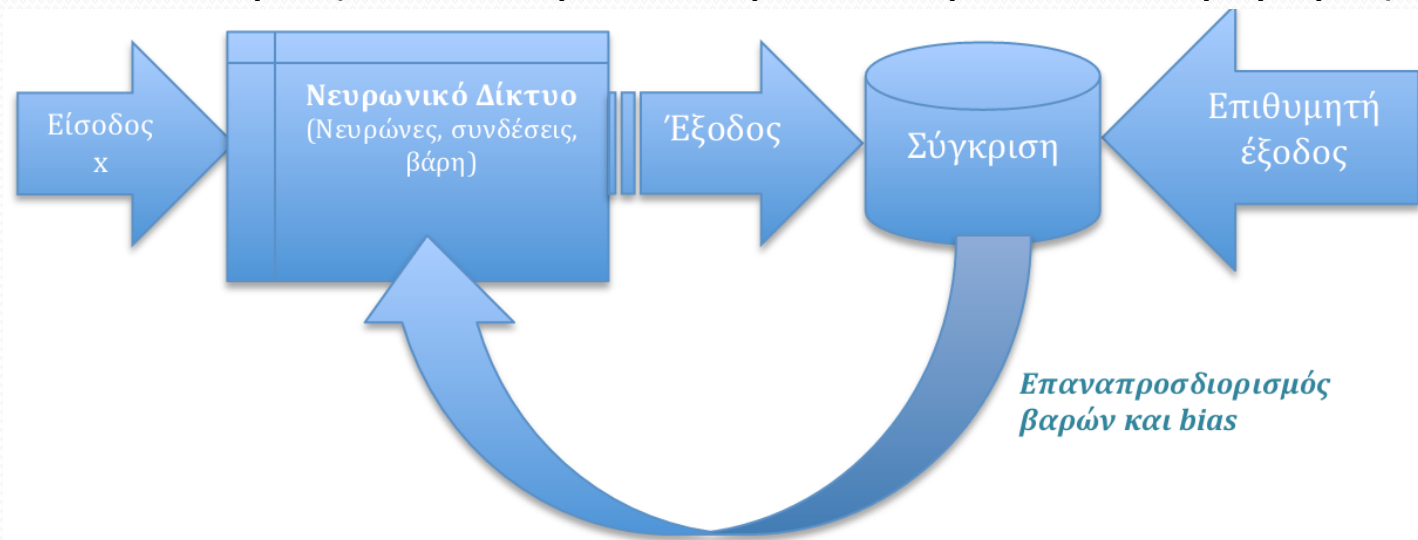 Είσοδος
x
Νευρωνικό Δίκτυο
(Νευρώνες, συνδέσεις,
βάρη)
Έξοδος
Σύγκριση
Επιθυμητή
έξοδος
Επαναπροσδιορισμός
βαρών και bias